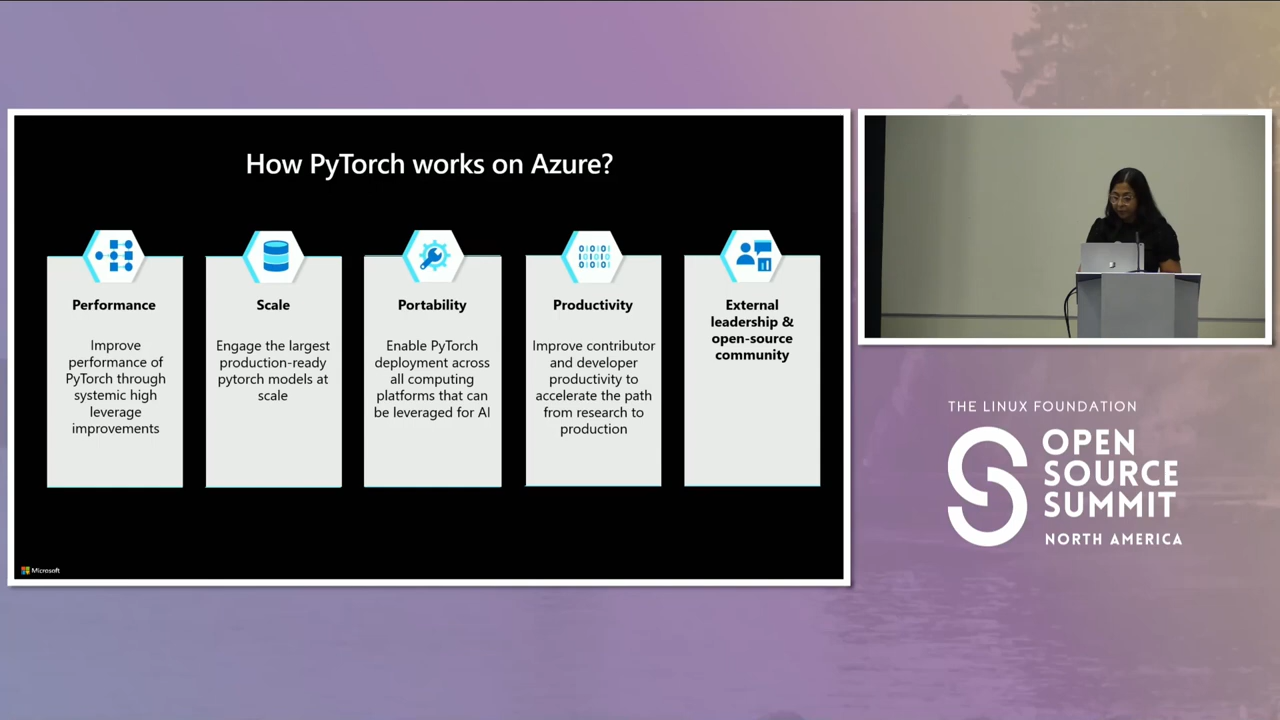 How PyTorch works on Azure?
Performance
Improve
performance of
PyTorch through
systemic high
leverage
improvements
Scale
Engage the largest
production-ready
pytorch models at
scale
Portability
Enable PyTorch
deployment across
all computing
platforms that can
be leveraged for AI
Productivity
Improve contributor
and developer
productivity to
accelerate the path
from research to
production
External
leadership &
open-source
community
Microsoft
THE LINUX FOUNDATION
OPEN
SOURCE
SUMMIT
NORTH AMERICA